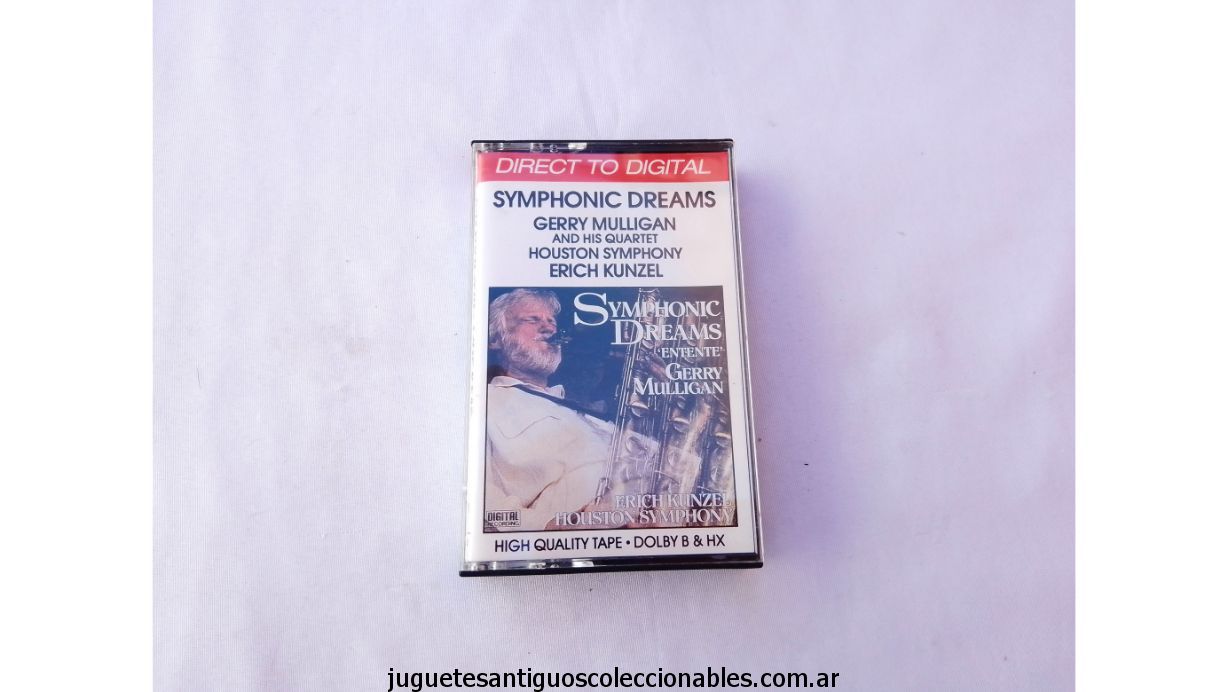 DIRECT TO DIGITAL
SYMPHONIC DREAMS
GERRY MULLIGAN
AND HIS QUARTET
HOUSTON SYMPHONY
ERICH KUNZEL
SYMPHONIC
DREAMS
'ENTENTE'
GERRY
MULLIGAN
ERICH KUNZEL
HOUSTON SYMPHONY
DIGITAL
RECORDING
HIGH QUALITY TAPE • DOLBY B & HX
juguetesantiguoscoleccionables.com.ar